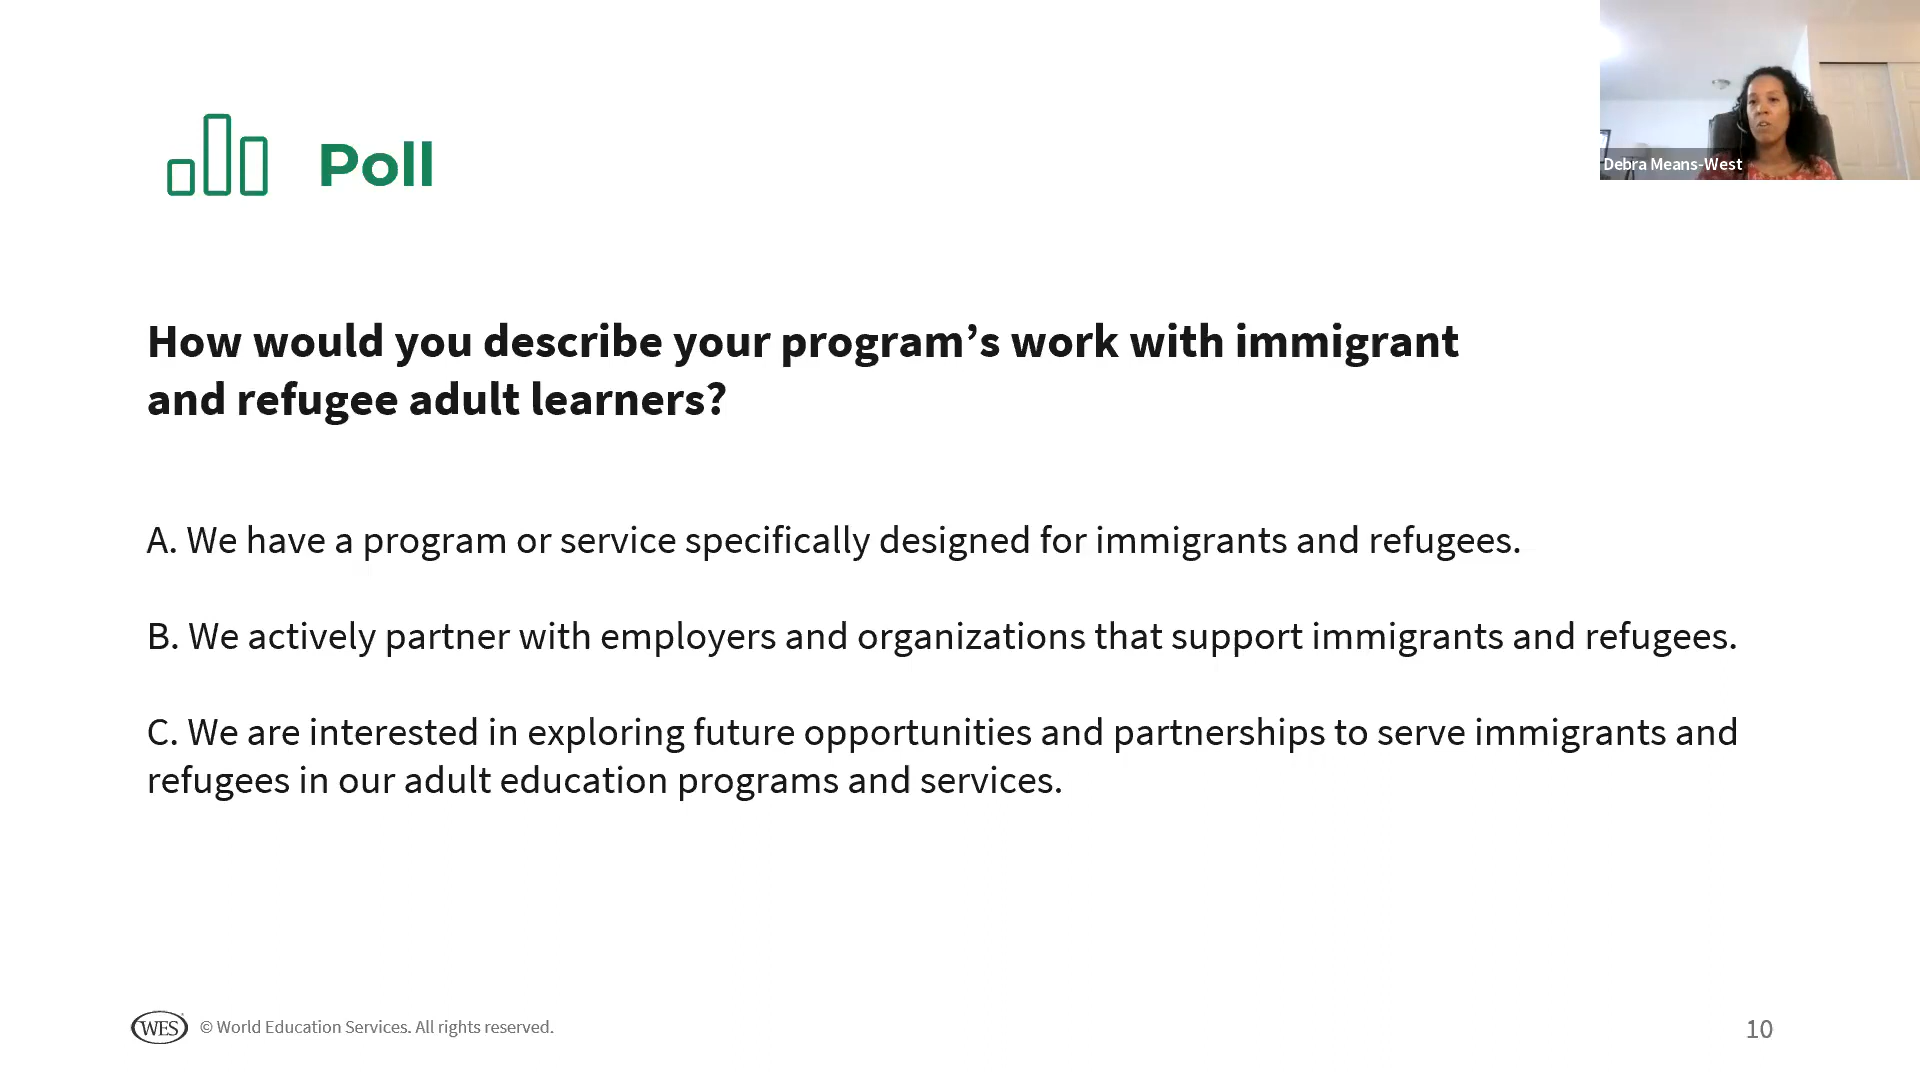 Poll
Debra Means-West
How would you describe your program’s work with immigrant
and refugee adult learners?
A. We have a program or service specifically designed for immigrants and refugees.
B. We actively partner with employers and organizations that support immigrants and refugees.
C. We are interested in exploring future opportunities and partnerships to serve immigrants and
refugees in our adult education programs and services.
WES © World Education Services. All rights reserved.
10